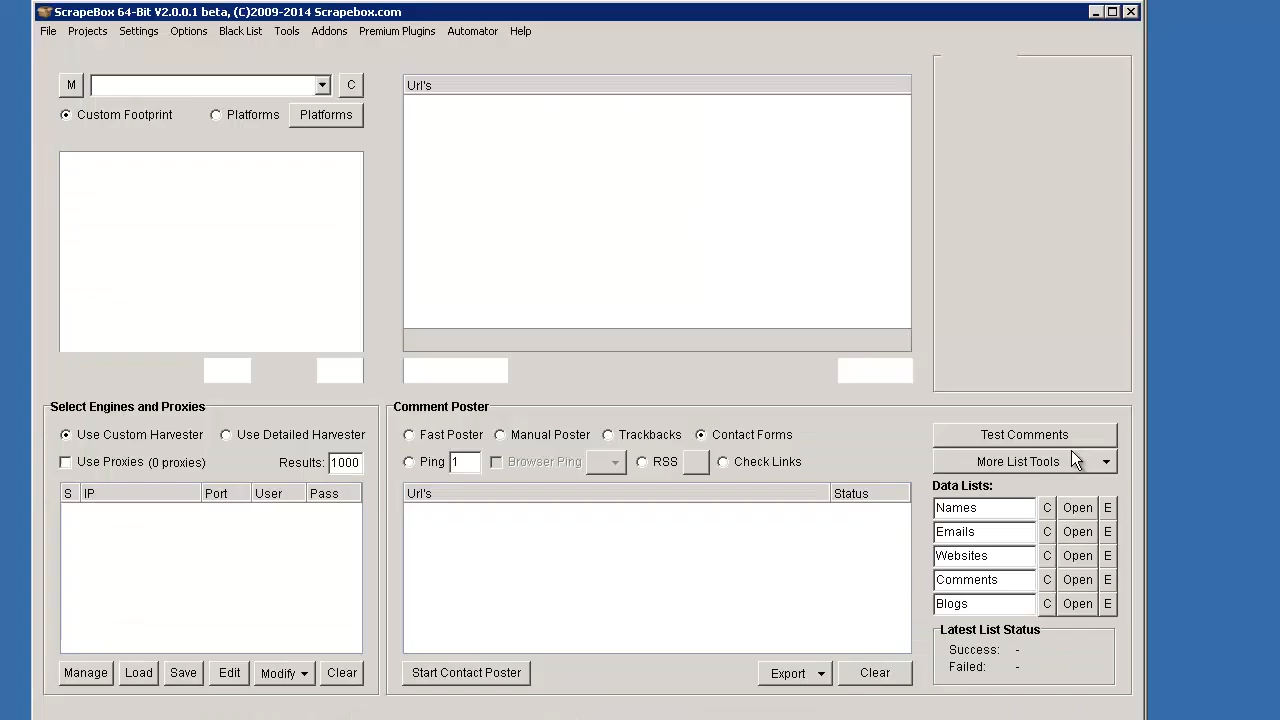 ScrapeBox 64-Bit V2.0.0.1 beta, (C)2009-2014 Scrapebox.com
File Projects Settings Options Black List Tools Addons Premium Plugins Automator Help
M C
Custom Footprint Platforms Platforms
Url's
Select Engines and Proxies
Use Custom Harvester Use Detailed Harvester
Use Proxies (0 proxies) Results: 1000
S IP Port User Pass
Manage Load Save Edit Modify Clear
Comment Poster
Fast Poster Manual Poster Trackbacks Contact Forms
Ping 1 Browser Ping RSS Check Links
Url's Status
Start Contact Poster Export Clear
Test Comments
More List Tools
Data Lists:
Names C Open E
Emails C Open E
Websites C Open E
Comments C Open E
Blogs C Open E
Latest List Status
Success: -
Failed: -